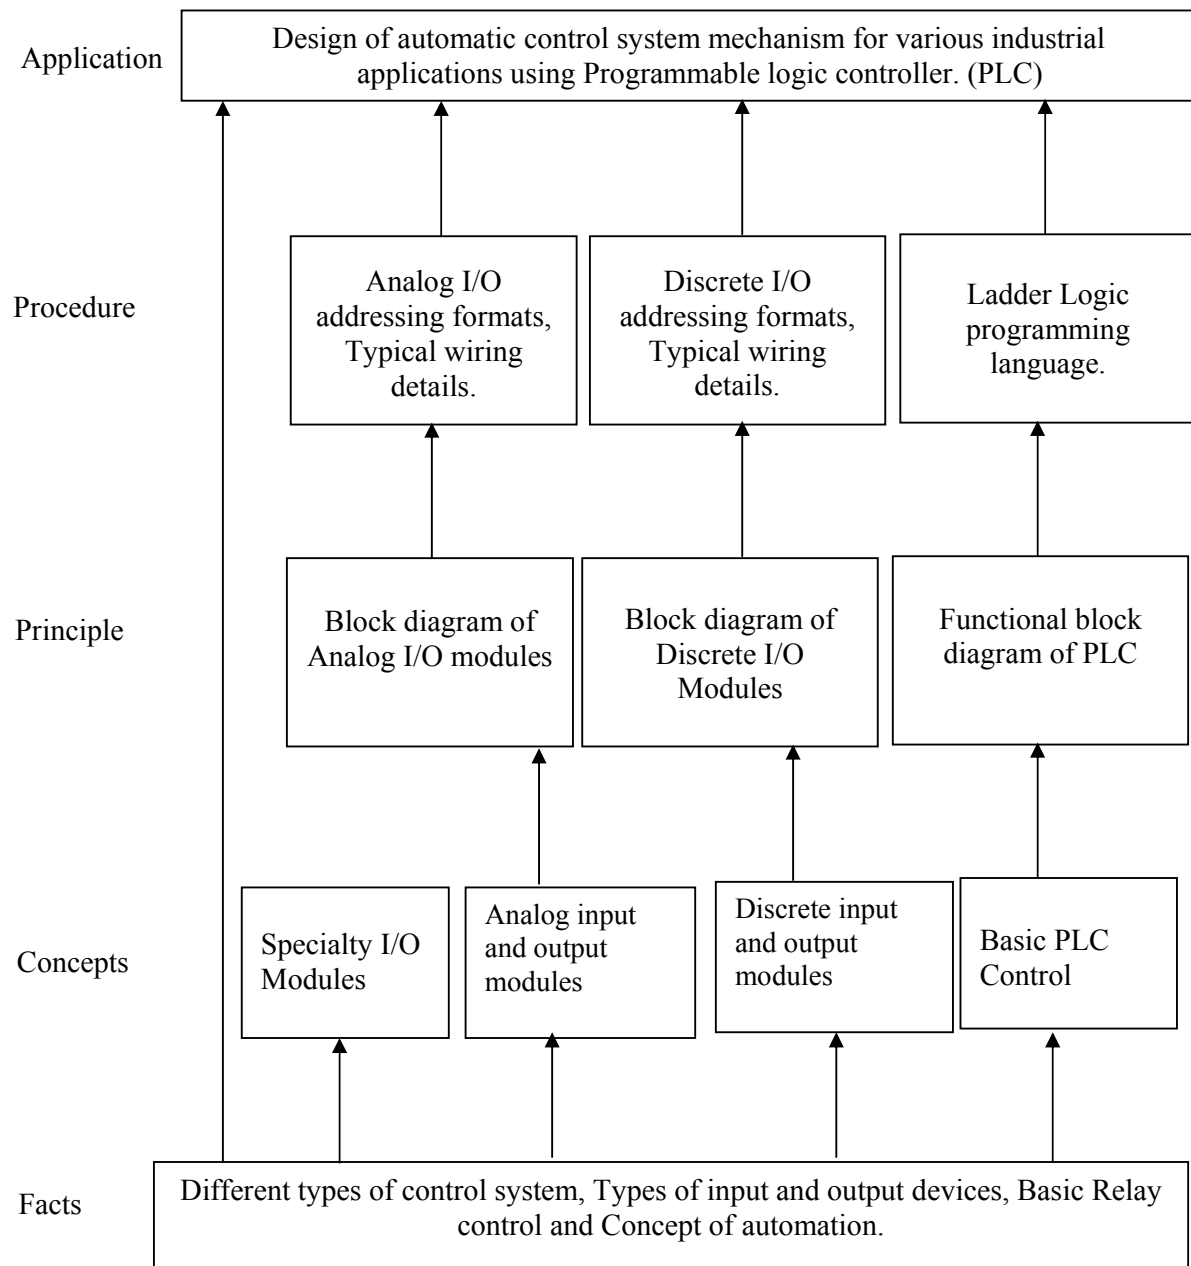 Application
Design of automatic control system mechanism for various industrial
applications using Programmable logic controller. (PLC)
Procedure
Analog I/O
addressing formats,
Typical wiring
details.
Discrete I/O
addressing formats,
Typical wiring
details.
Ladder Logic
programming
language.
Principle
Block diagram of
Analog I/O modules
Block diagram of
Discrete I/O
Modules
Functional block
diagram of PLC
Concepts
Specialty I/O
Modules
Analog input
and output
modules
Discrete input
and output
modules
Basic PLC
Control
Facts
Different types of control system, Types of input and output devices, Basic Relay
control and Concept of automation.